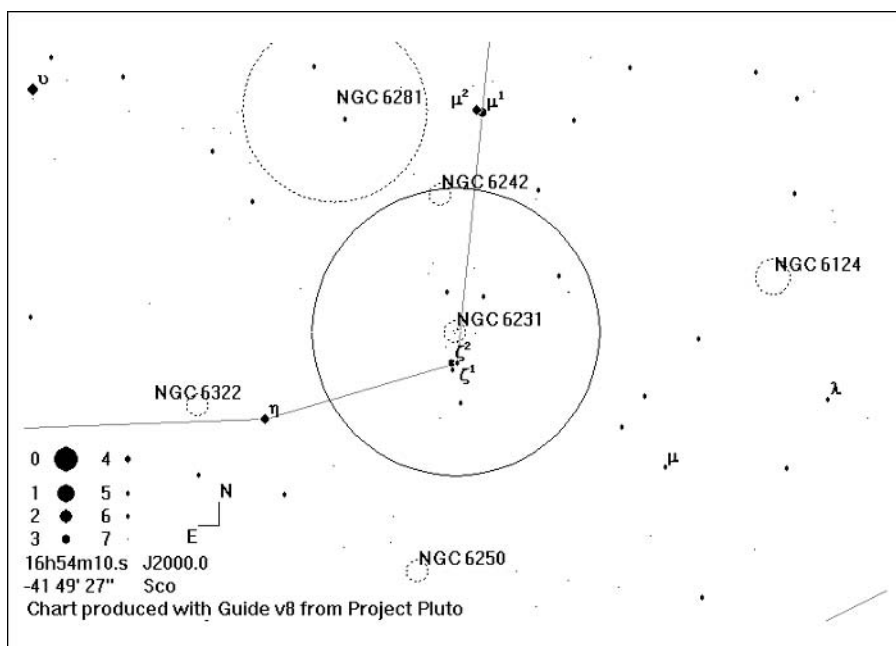 υ
NGC 6281
μ² μ¹
NGC 6242
NGC 6124
NGC 6231
ζ²
ζ¹
NGC 6322
η
λ
μ
0 4
1 5
2 6
3 7
N
E
NGC 6250
16h54m10.s J2000.0
-41 49' 27" Sco
Chart produced with Guide v8 from Project Pluto